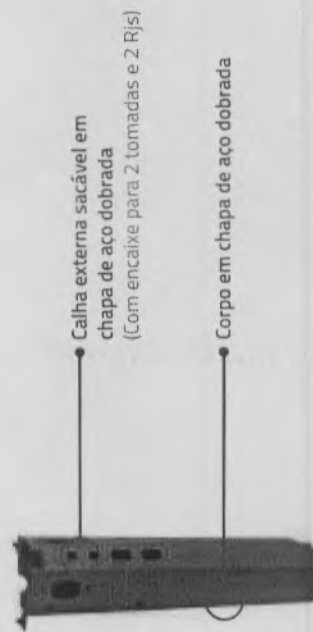 Calha externa sacável em
chapa de aço dobrada
(Com encaixe para 2 tomadas e 2 Rjs)
Corpo em chapa de aço dobrada